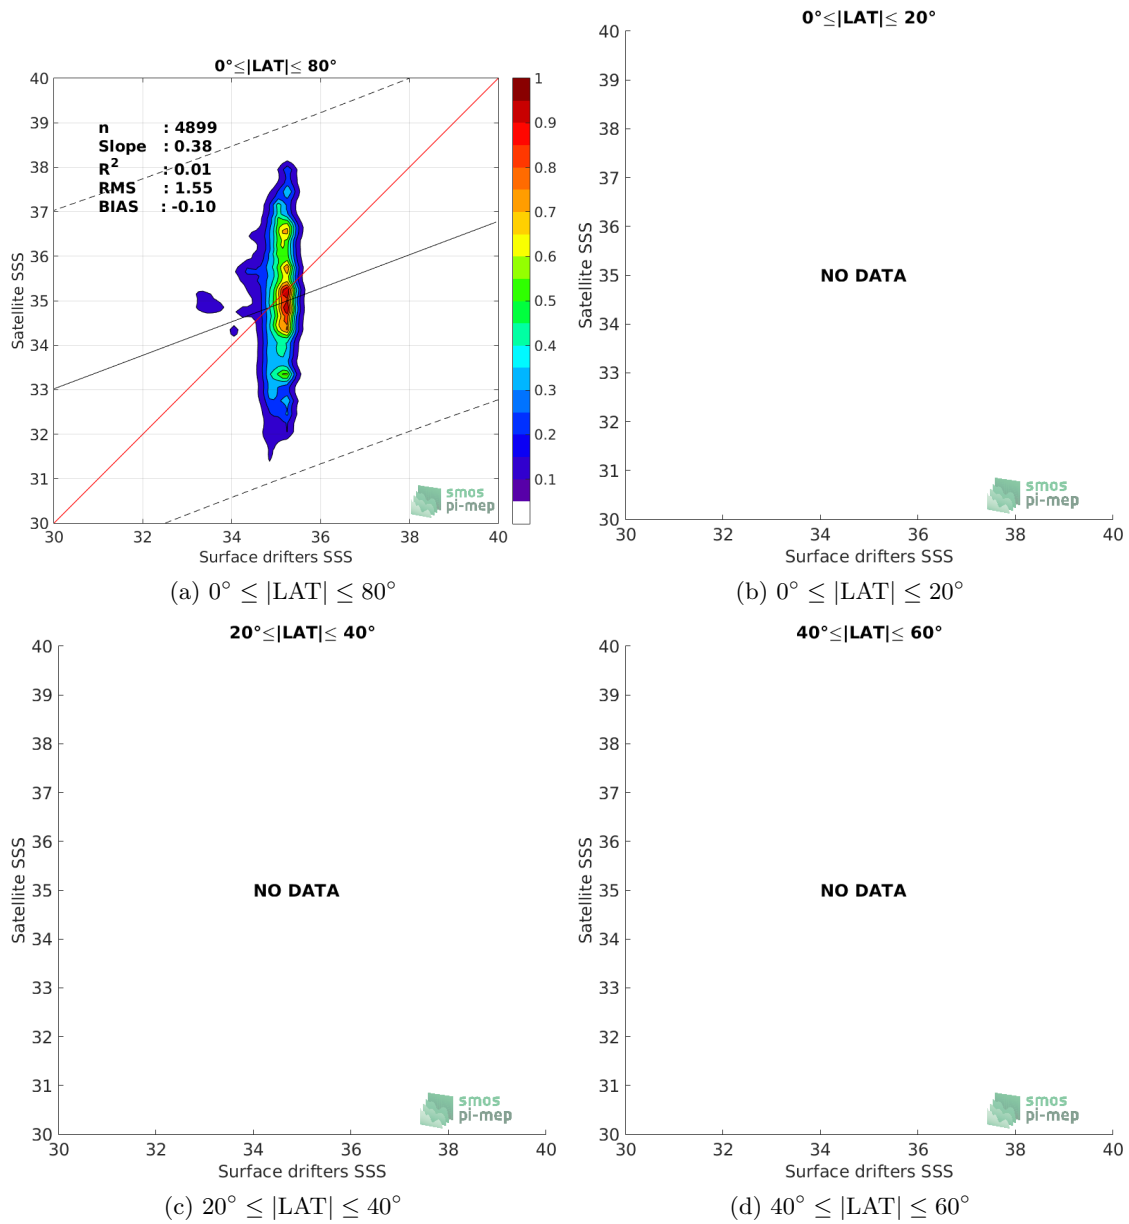 0°≤|LAT|≤ 80°
40
39
38
37
36
35
34
33
32
31
30
Satellite SSS
n : 4899
Slope : 0.38
R2 : 0.01
RMS : 1.55
BIAS : -0.10
smos
pi-mep
30 32 34 36 38 40
Surface drifters SSS
1
0.9
0.8
0.7
0.6
0.5
0.4
0.3
0.2
0.1
(a) 0° ≤ |LAT| ≤ 80°
0°≤|LAT|≤ 20°
40
39
38
37
36
35
34
33
32
31
30
Satellite SSS
NO DATA
smos
pi-mep
30 32 34 36 38 40
Surface drifters SSS
(b) 0° ≤ |LAT| ≤ 20°
20°≤|LAT|≤ 40°
40
39
38
37
36
35
34
33
32
31
30
Satellite SSS
NO DATA
smos
pi-mep
30 32 34 36 38 40
Surface drifters SSS
(c) 20° ≤ |LAT| ≤ 40°
40°≤|LAT|≤ 60°
40
39
38
37
36
35
34
33
32
31
30
Satellite SSS
NO DATA
smos
pi-mep
30 32 34 36 38 40
Surface drifters SSS
(d) 40° ≤ |LAT| ≤ 60°